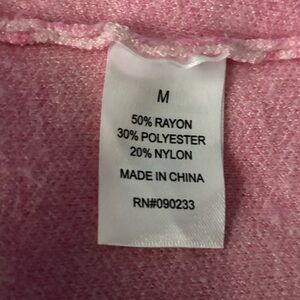 M
50% RAYON
30% POLYESTER
20% NYLON
MADE IN CHINA
RN#090233